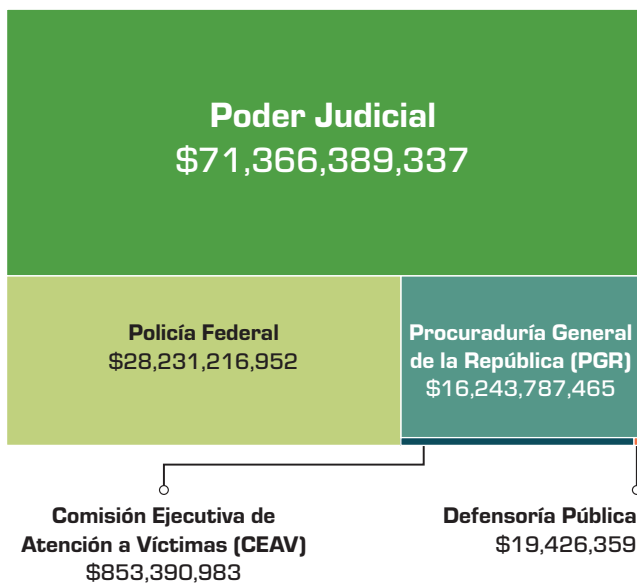 Poder Judicial
$71,366,389,337
Policía Federal
$28,231,216,952
Procuraduría General
de la República (PGR)
$16,243,787,465
Comisión Ejecutiva de
Atención a Víctimas (CEAV)
$853,390,983
Defensoría Pública
$19,426,359